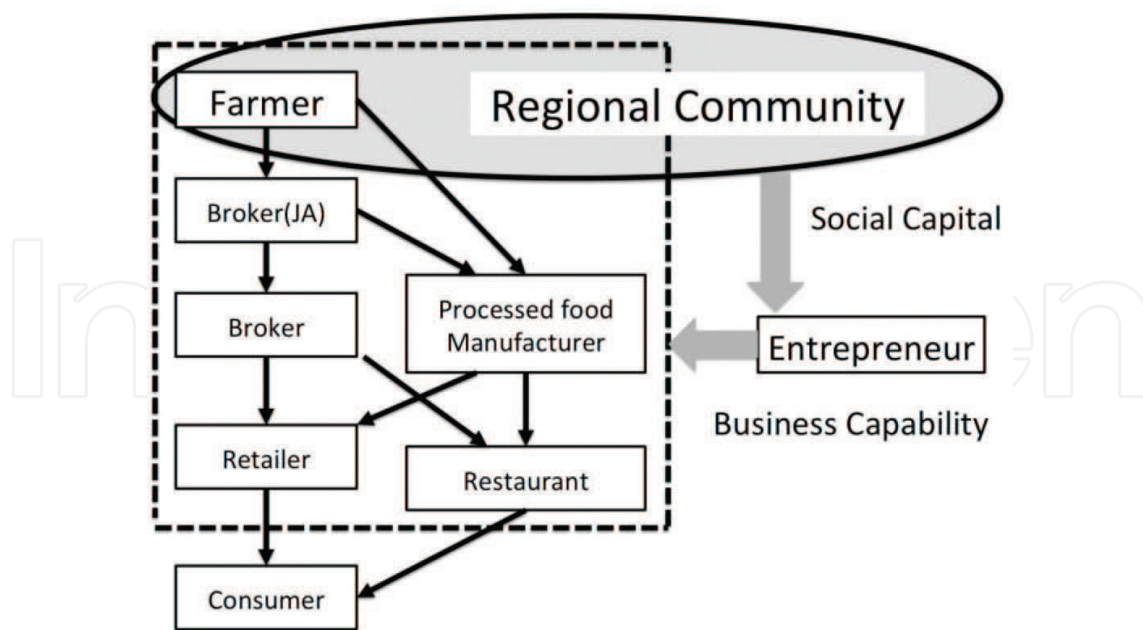 Farmer
Regional Community
Broker(JA)
Social Capital
Processed food
Manufacturer
Broker
Entrepreneur
Business Capability
Retailer
Restaurant
Consumer